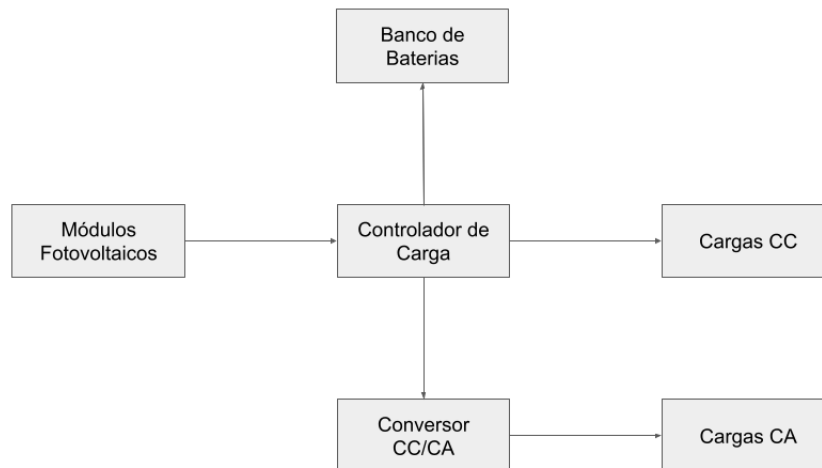 Banco de
Baterias
Módulos
Fotovoltaicos
Controlador de
Carga
Cargas CC
Conversor
CC/CA
Cargas CA